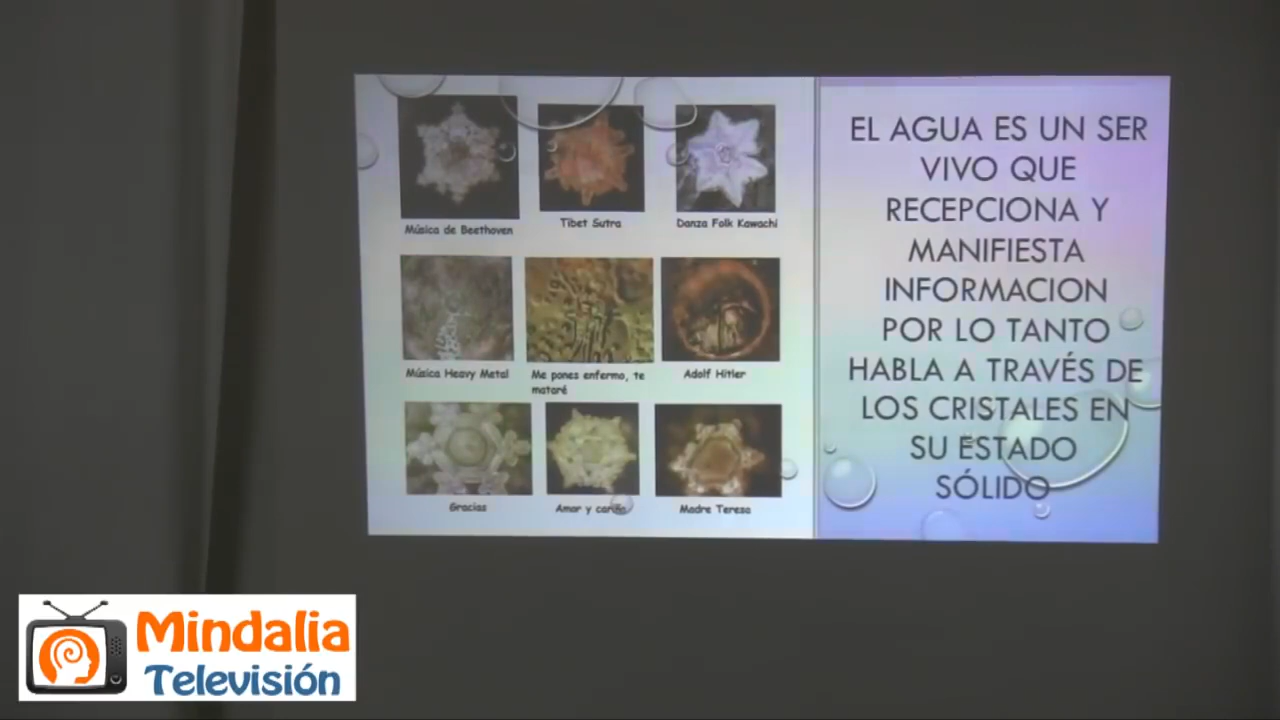 Música de Beethoven
Tíbet Sutra
Danza Folk Kawachi
Música Heavy Metal
Me pones enfermo, te
mataré
Adolf Hitler
Gracias
Amor y cariño
Madre Teresa
EL AGUA ES UN SER
VIVO QUE
RECEPCIONA Y
MANIFIESTA
INFORMACION
POR LO TANTO
HABLA A TRAVÉS DE
LOS CRISTALES EN
SU ESTADO
SÓLIDO
Mindalia
Televisión